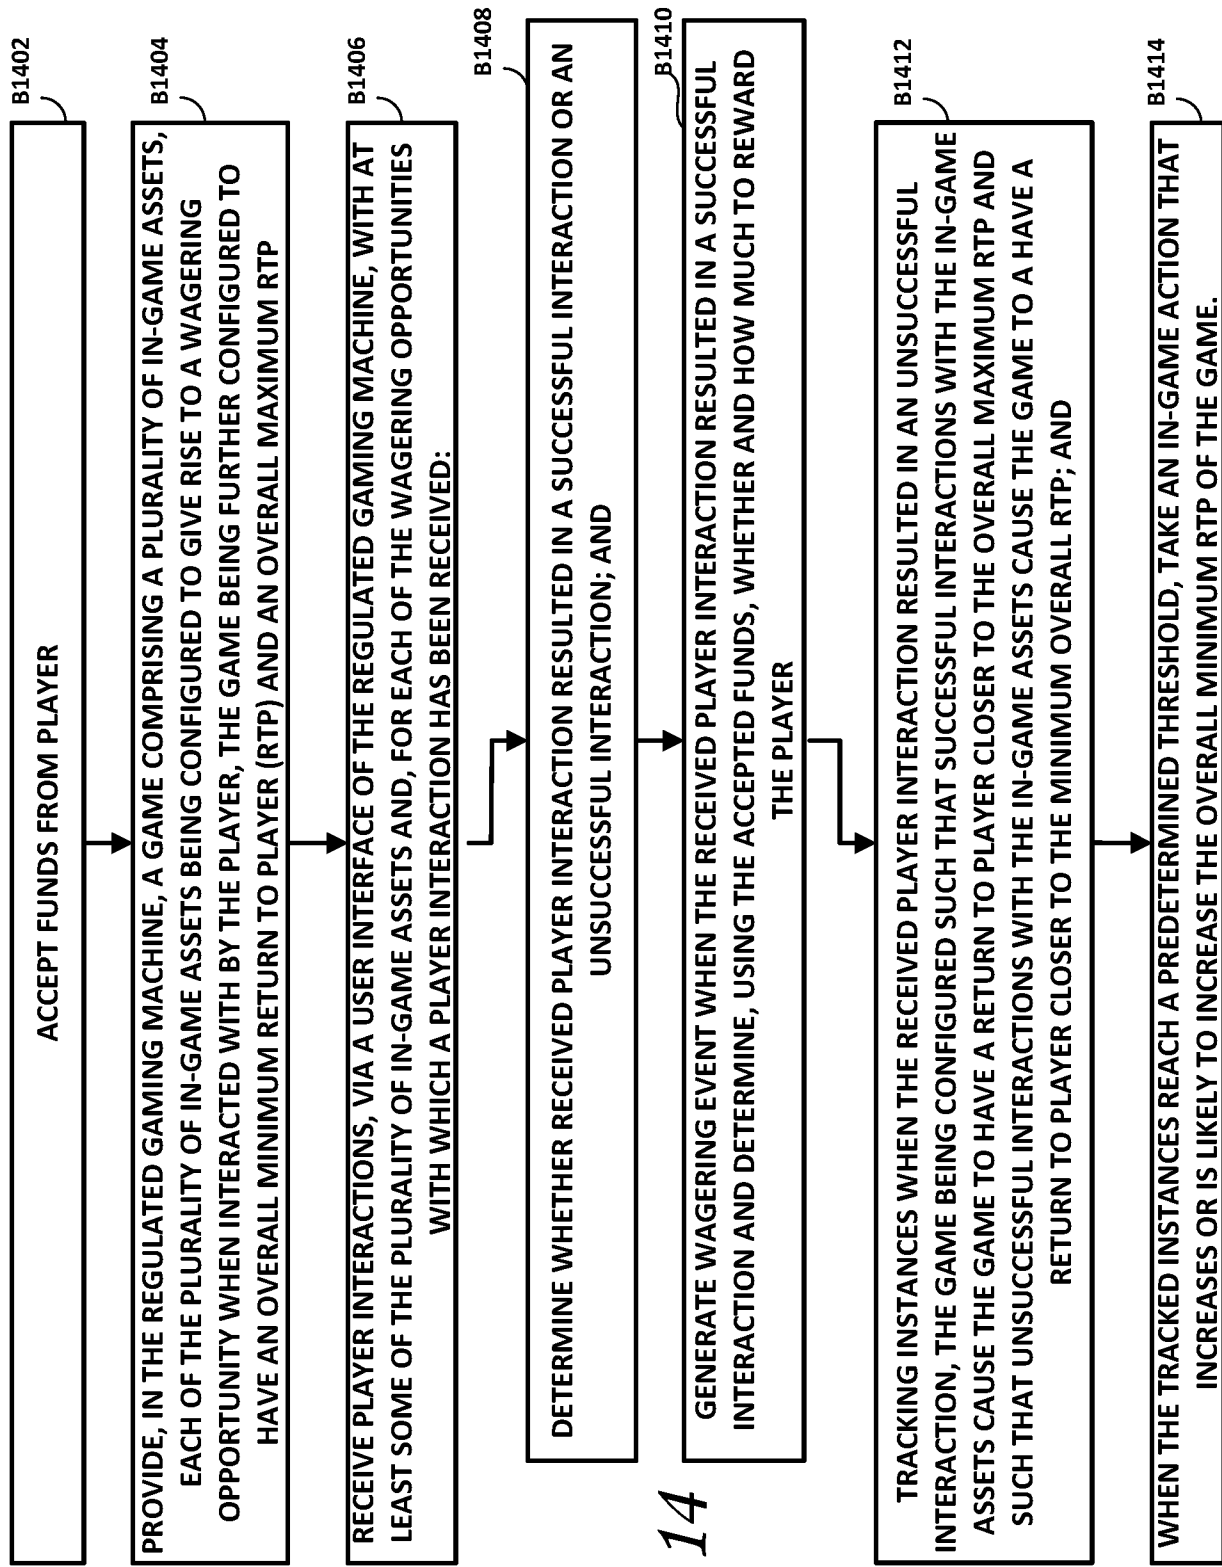 B1402
ACCEPT FUNDS FROM PLAYER
B1404
PROVIDE, IN THE REGULATED GAMING MACHINE, A GAME COMPRISING A PLURALITY OF IN-GAME ASSETS,
EACH OF THE PLURALITY OF IN-GAME ASSETS BEING CONFIGURED TO GIVE RISE TO A WAGERING
OPPORTUNITY WHEN INTERACTED WITH BY THE PLAYER, THE GAME BEING FURTHER CONFIGURED TO
HAVE AN OVERALL MINIMUM RETURN TO PLAYER (RTP) AND AN OVERALL MAXIMUM RTP
B1406
RECEIVE PLAYER INTERACTIONS, VIA A USER INTERFACE OF THE REGULATED GAMING MACHINE, WITH AT
LEAST SOME OF THE PLURALITY OF IN-GAME ASSETS AND, FOR EACH OF THE WAGERING OPPORTUNITIES
WITH WHICH A PLAYER INTERACTION HAS BEEN RECEIVED:
B1408
DETERMINE WHETHER RECEIVED PLAYER INTERACTION RESULTED IN A SUCCESSFUL INTERACTION OR AN
UNSUCCESSFUL INTERACTION; AND
B1410
GENERATE WAGERING EVENT WHEN THE RECEIVED PLAYER INTERACTION RESULTED IN A SUCCESSFUL
INTERACTION AND DETERMINE, USING THE ACCEPTED FUNDS, WHETHER AND HOW MUCH TO REWARD
THE PLAYER
14
B1412
TRACKING INSTANCES WHEN THE RECEIVED PLAYER INTERACTION RESULTED IN AN UNSUCCESSFUL
INTERACTION, THE GAME BEING CONFIGURED SUCH THAT SUCCESSFUL INTERACTIONS WITH THE IN-GAME
ASSETS CAUSE THE GAME TO HAVE A RETURN TO PLAYER CLOSER TO THE OVERALL MAXIMUM RTP AND
SUCH THAT UNSUCCESSFUL INTERACTIONS WITH THE IN-GAME ASSETS CAUSE THE GAME TO A HAVE A
RETURN TO PLAYER CLOSER TO THE MINIMUM OVERALL RTP; AND
B1414
WHEN THE TRACKED INSTANCES REACH A PREDETERMINED THRESHOLD, TAKE AN IN-GAME ACTION THAT
INCREASES OR IS LIKELY TO INCREASE THE OVERALL MINIMUM RTP OF THE GAME.